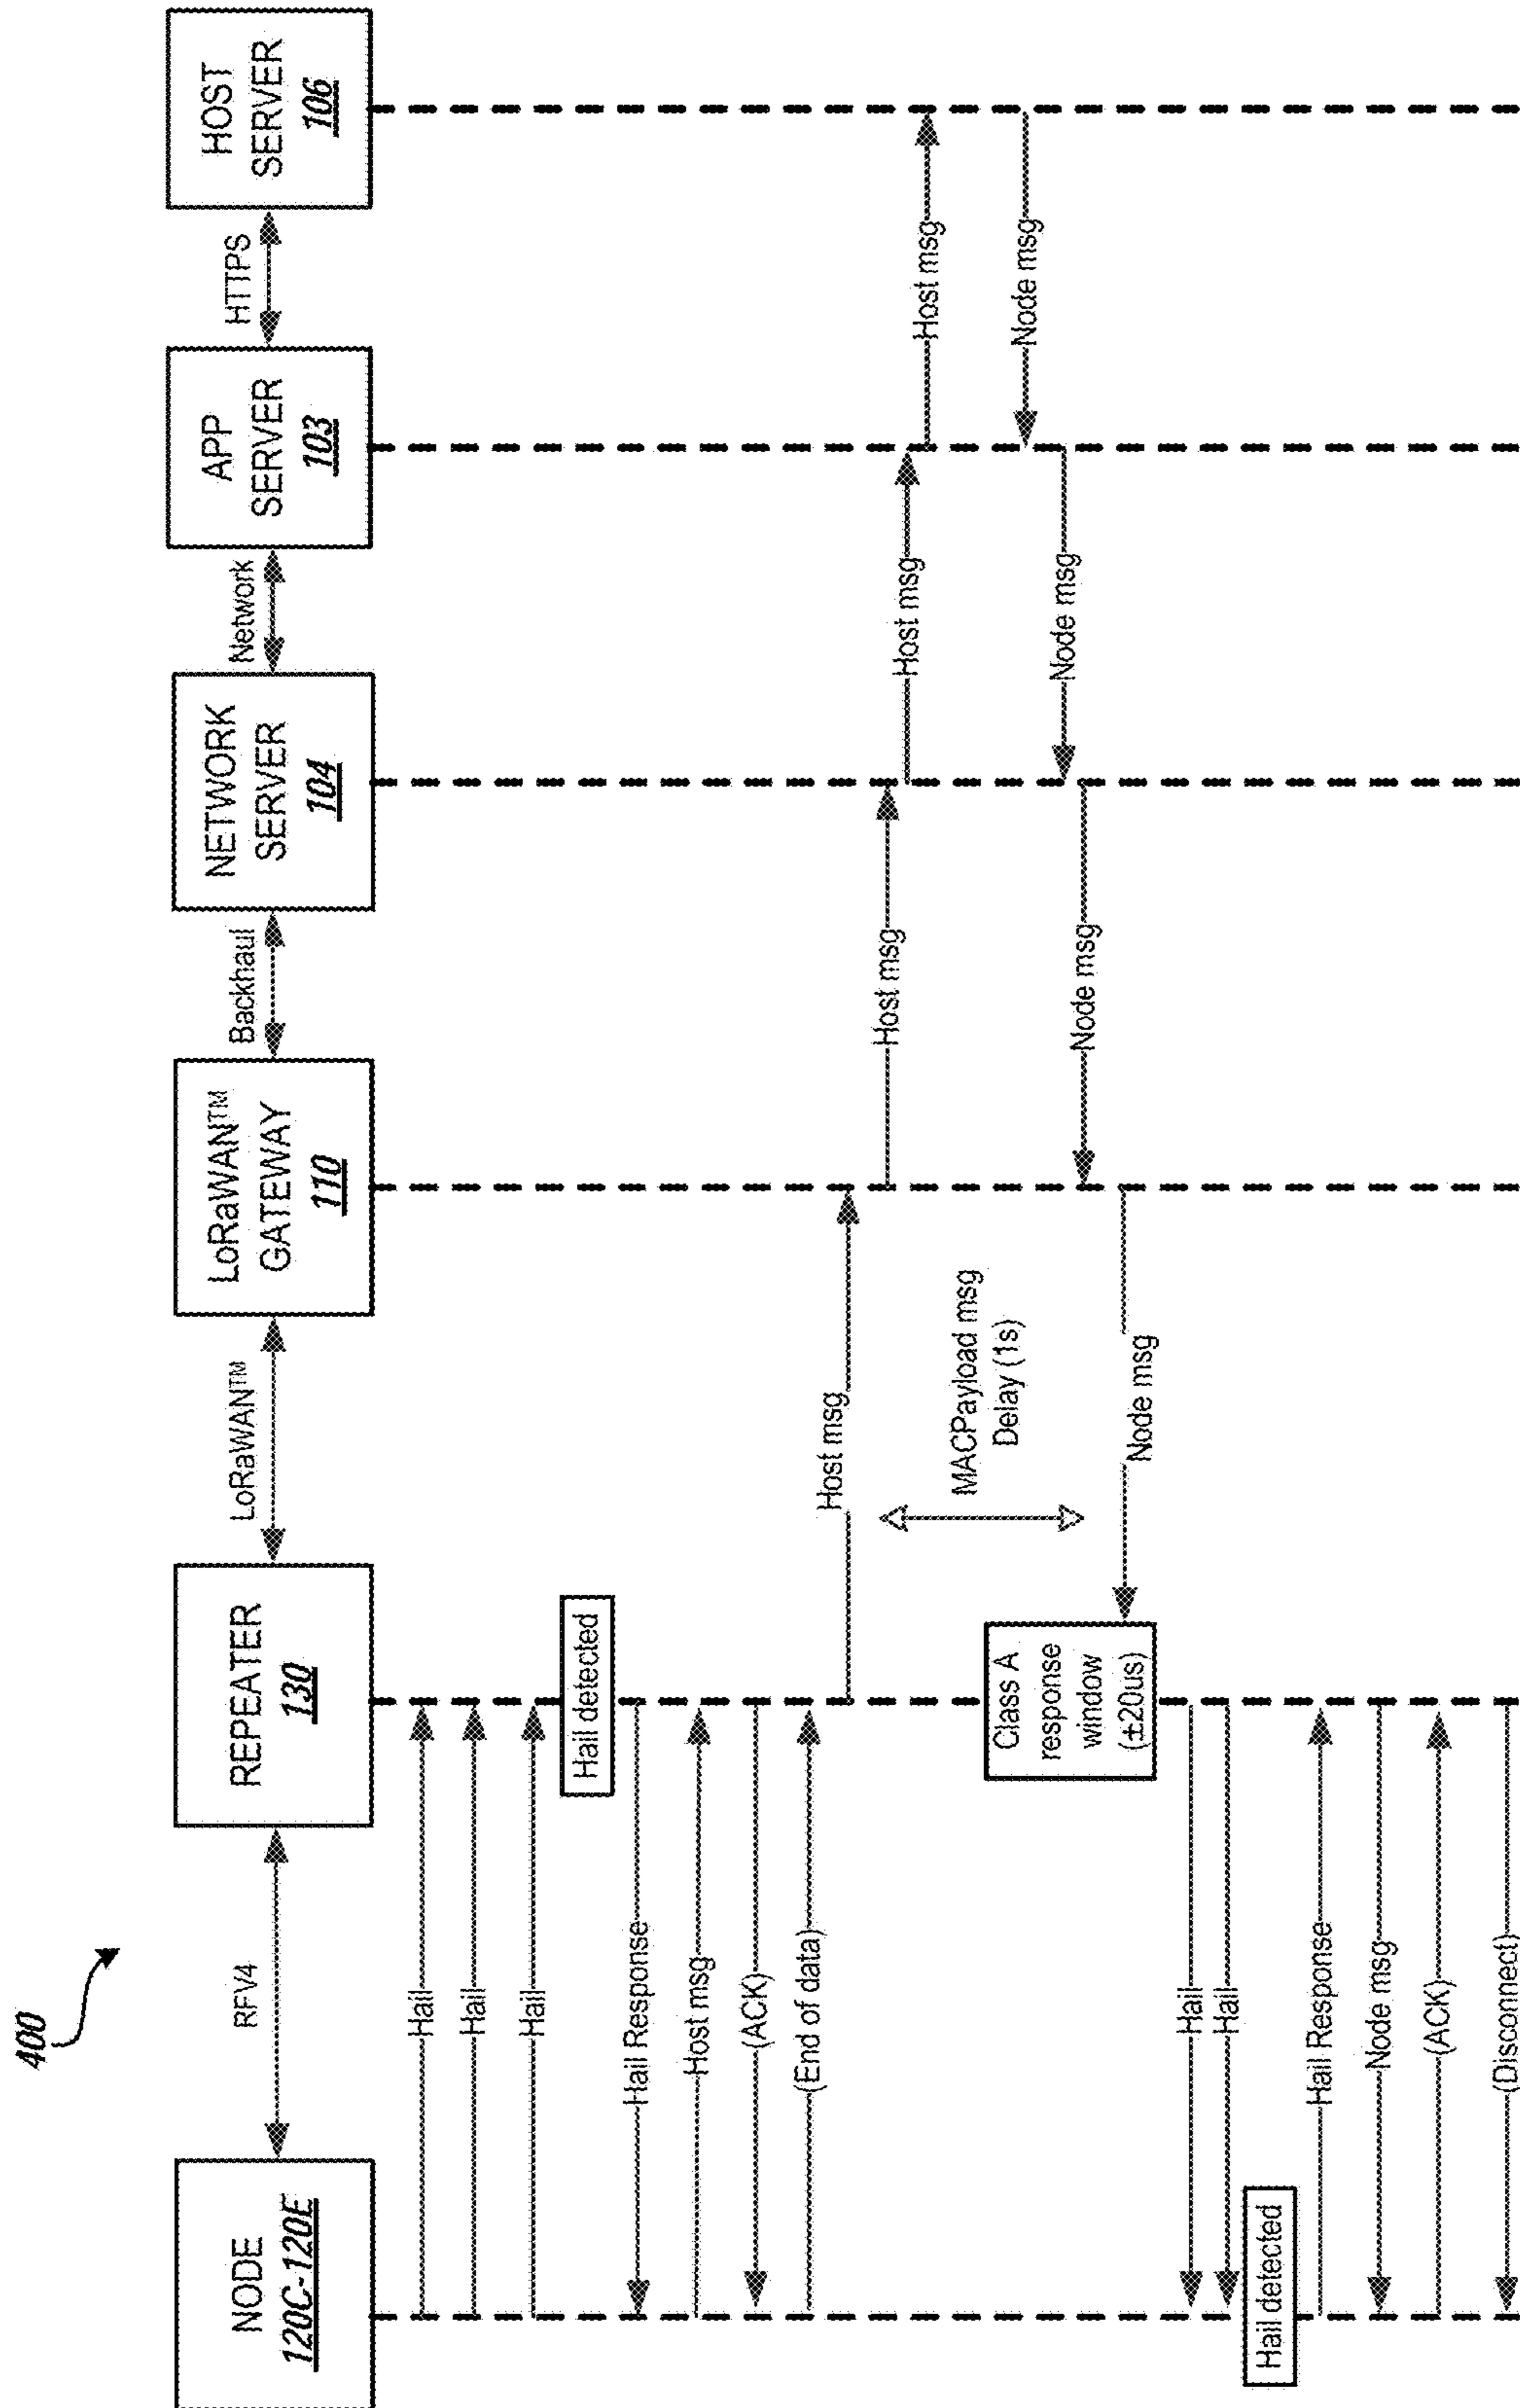 400
NODE
120C-120E
RFV4
REPEATER
130
LoRaWAN™
LoRaWAN™
GATEWAY
110
Backhaul
NETWORK
SERVER
104
Network
APP
SERVER
103
HTTPS
HOST
SERVER
106
Hail
Hail
Hail
Hail detected
Hail Response
Host msg
(ACK)
(End of data)
Host msg
Host msg
Host msg
Host msg
MACPayload msg
Delay (1s)
Node msg
Node msg
Node msg
Node msg
Class A
response
window
(±20us)
Hail
Hail
Hail detected
Hail Response
Node msg
(ACK)
(Disconnect)